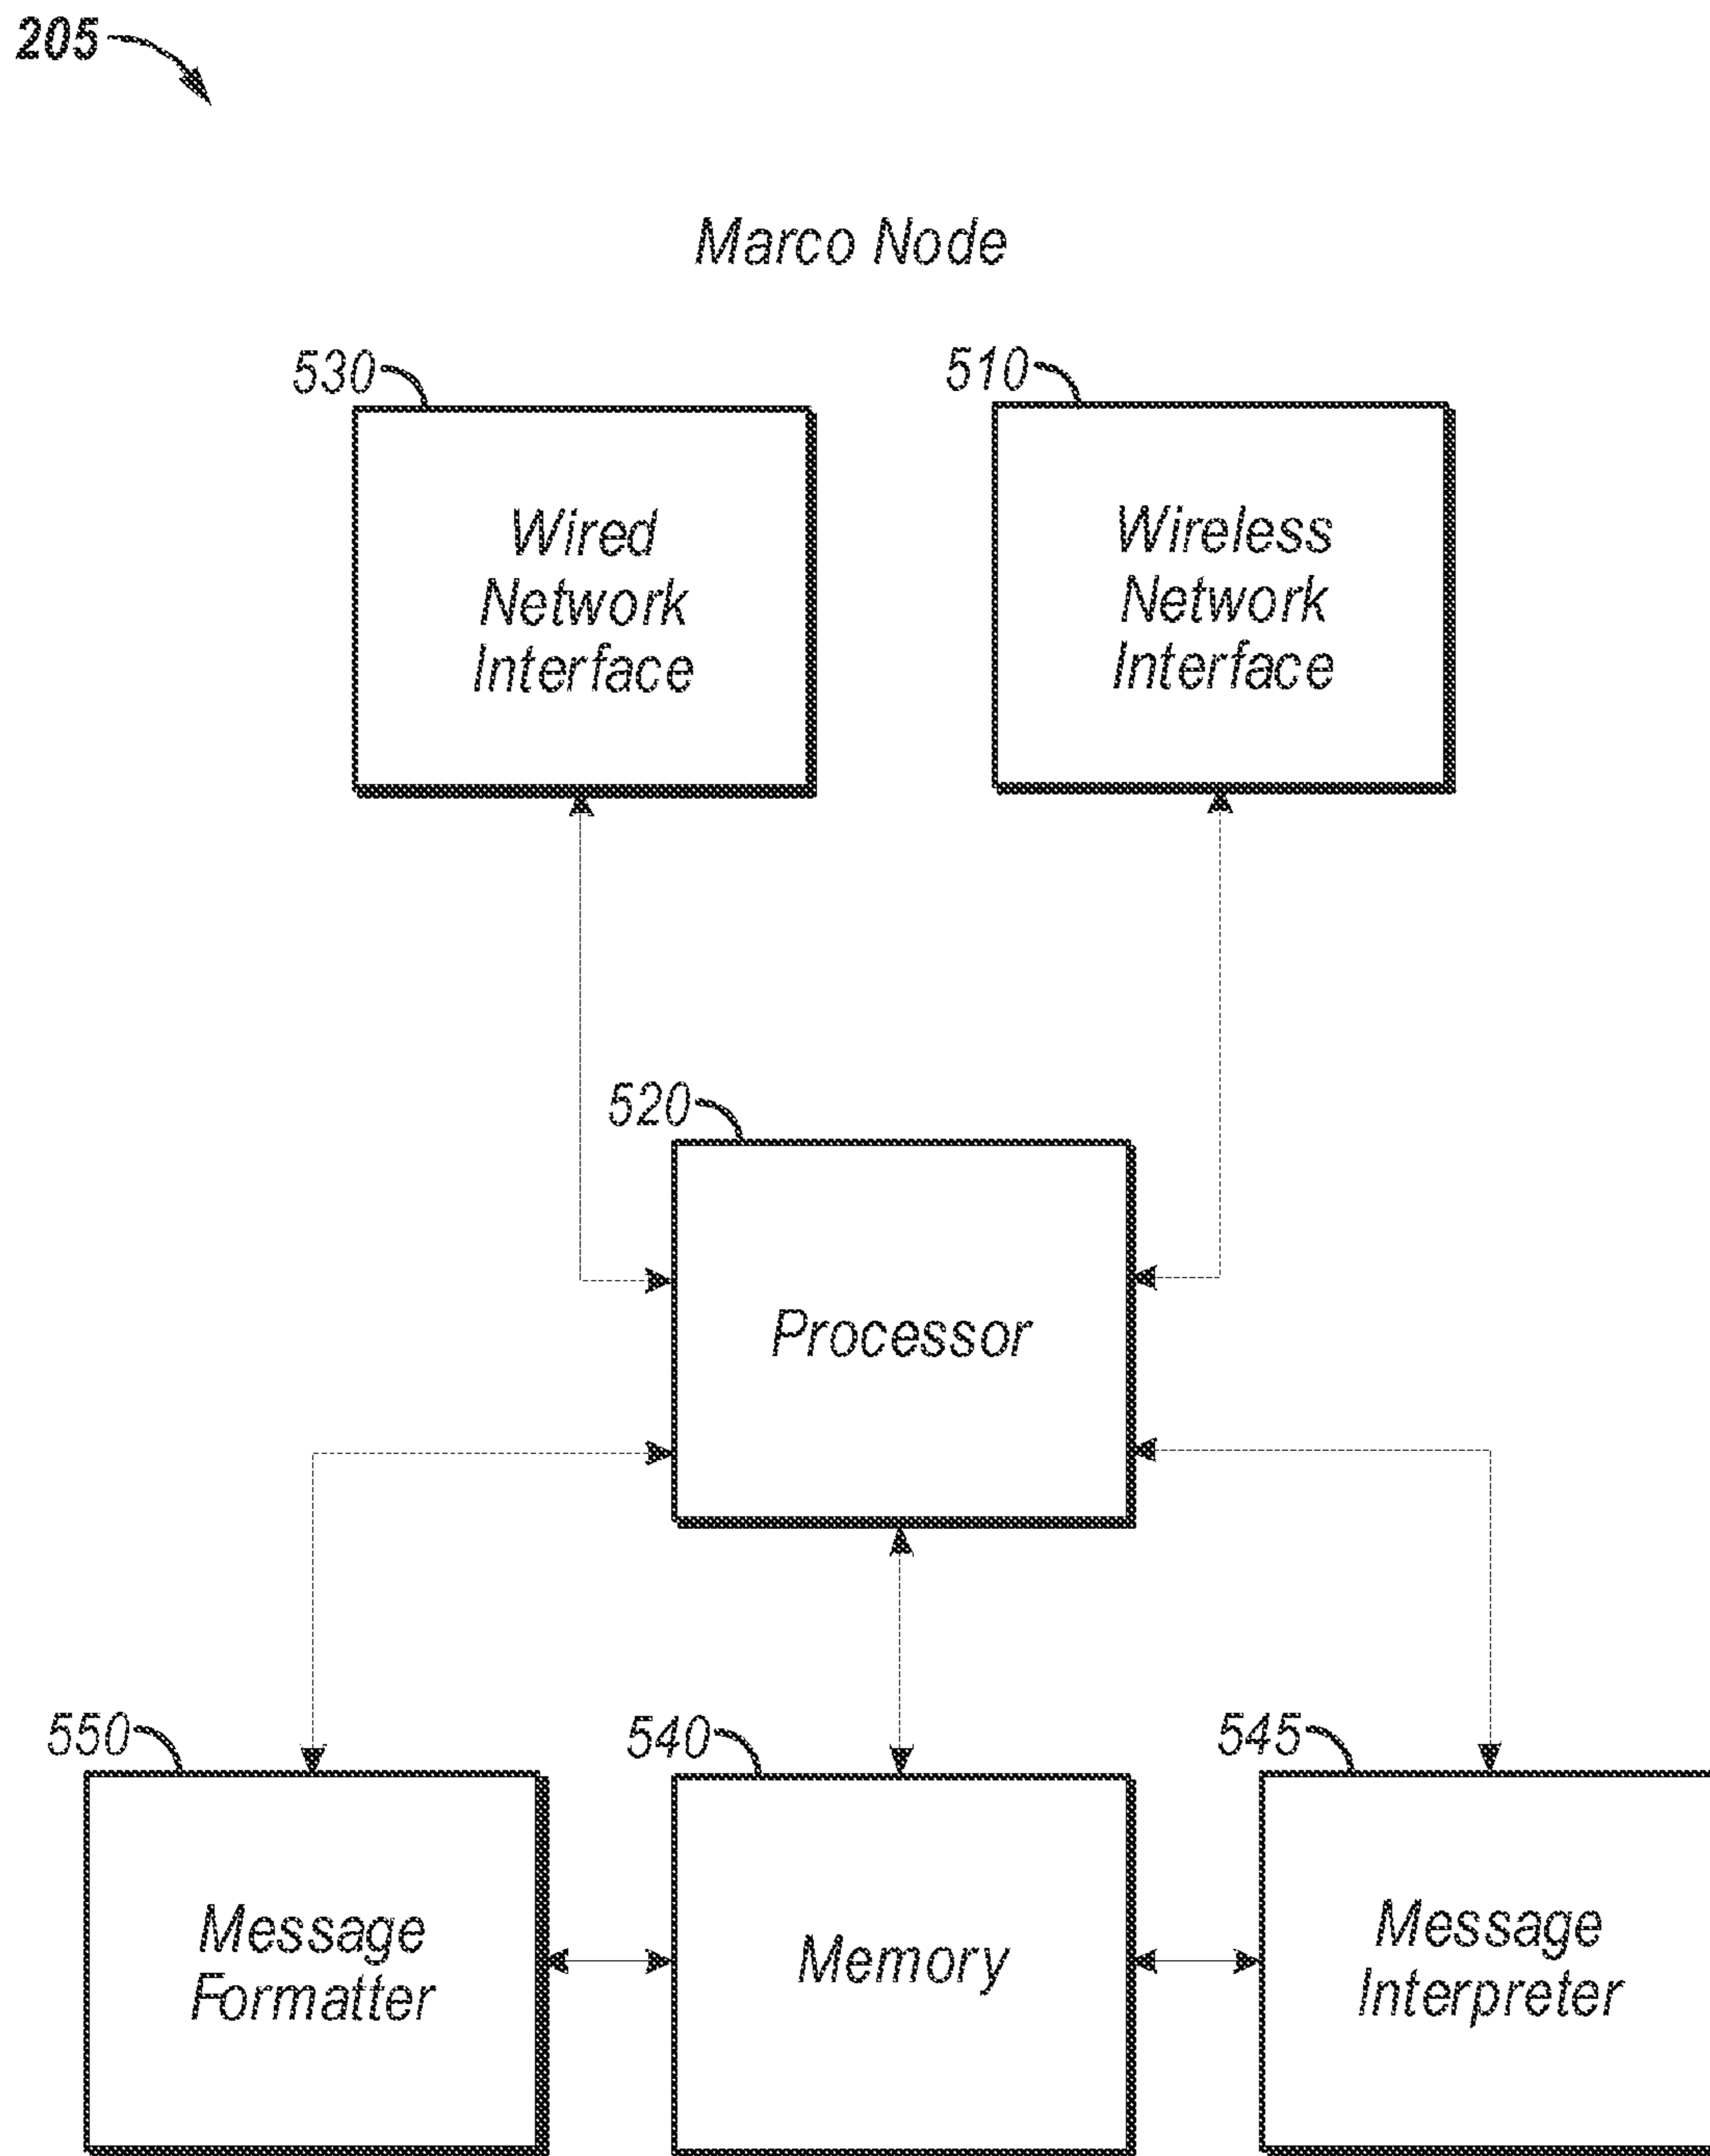 205
Marco Node
530
510
Wired
Network
Interface
Wireless
Network
Interface
520
Processor
550
540
545
Message
Formatter
Memory
Message
Interpreter